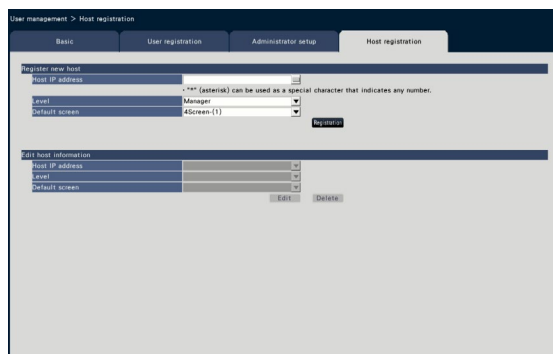 User management > Host registration
Basic User registration Administrator setup Host registration
Register new host
Host IP address
· "*" (asterisk) can be used as a special character that indicates any number.
Level Manager
Default screen 4Screen-(1)
Registration
Edit host information
Host IP address
Level
Default screen
Edit Delete